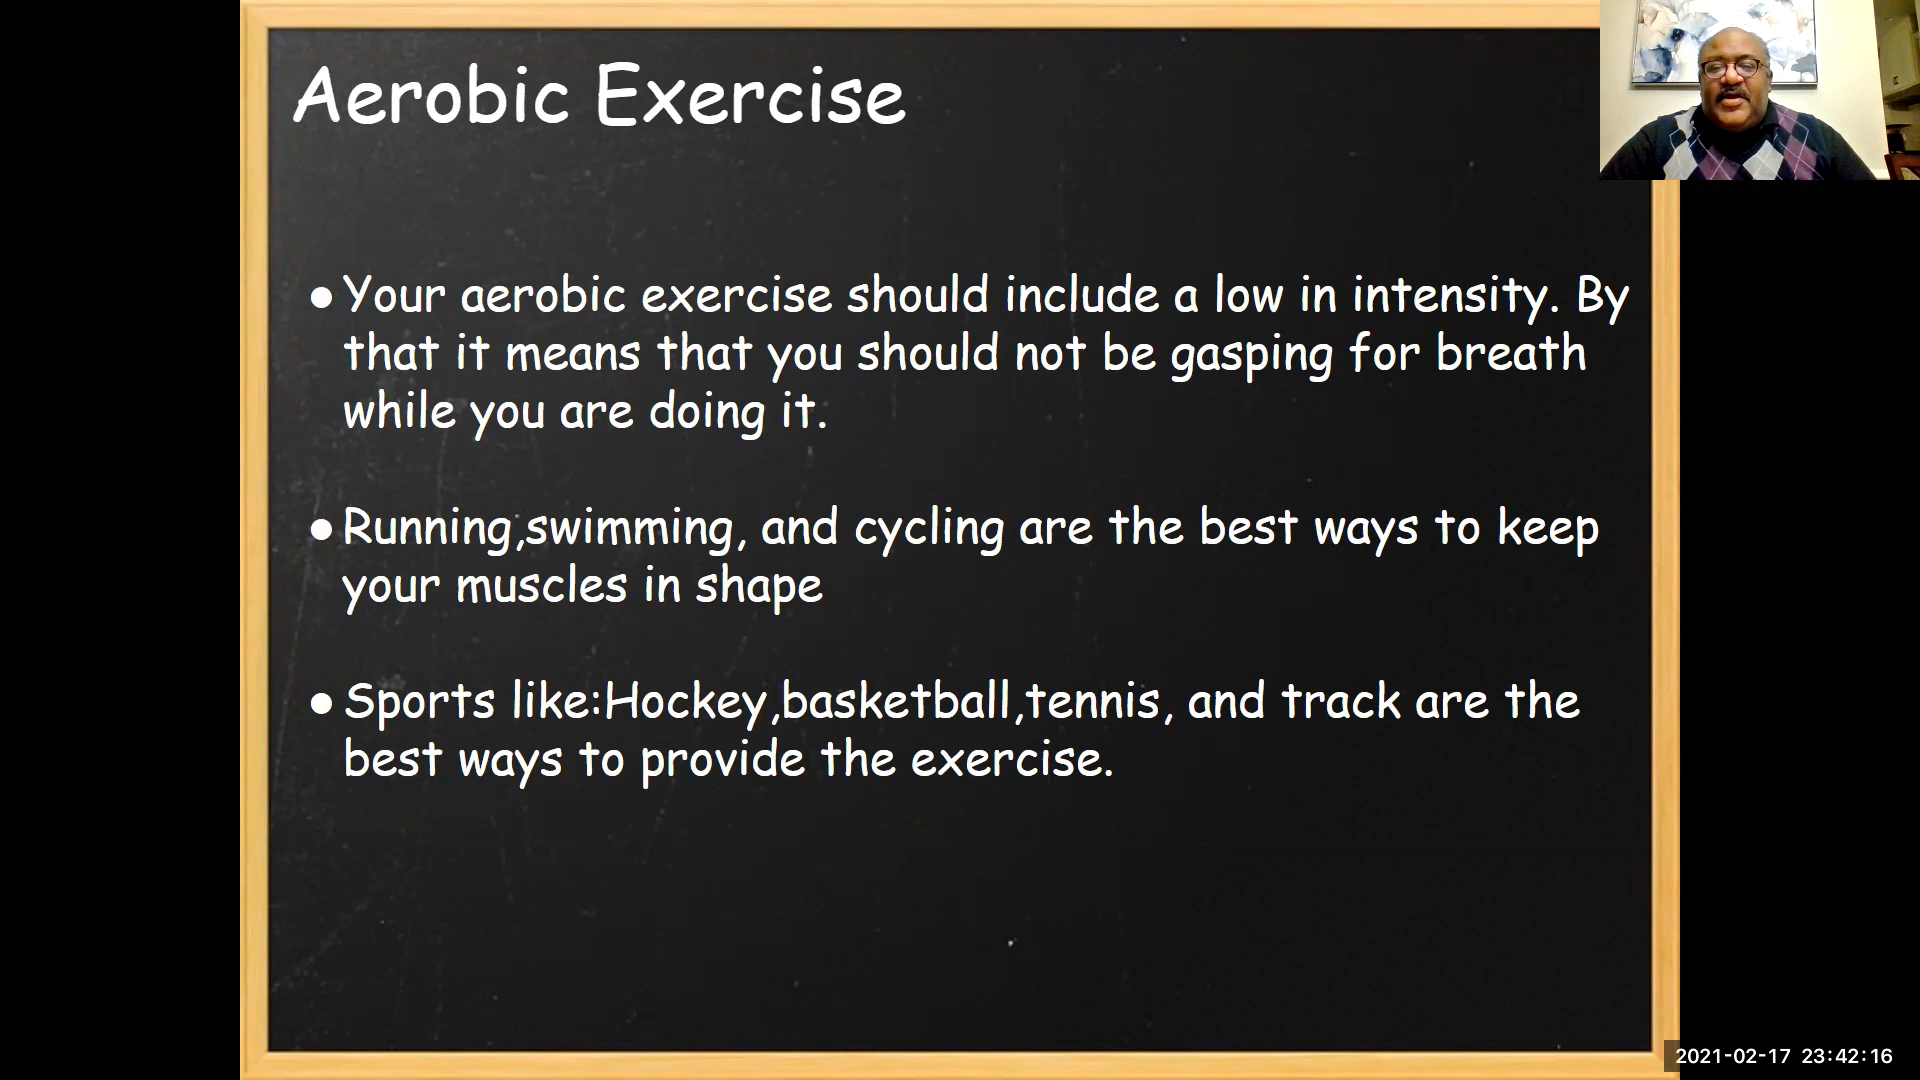 Aerobic Exercise
● Your aerobic exercise should include a low in intensity. By
that it means that you should not be gasping for breath
while you are doing it.
● Running,swimming, and cycling are the best ways to keep
your muscles in shape
● Sports like:Hockey,basketball,tennis, and track are the
best ways to provide the exercise.
2021-02-17 23:42:16